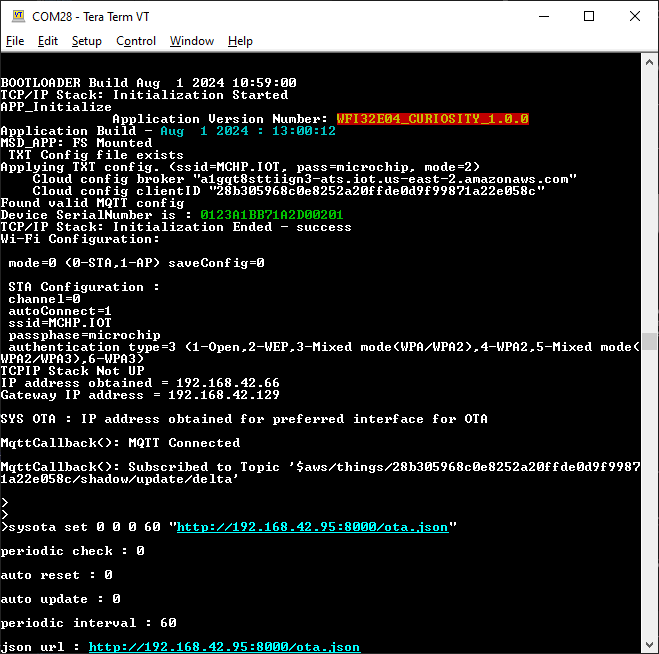 COM28 - Tera Term VT
File Edit Setup Control Window Help
BOOTLOADER Build Aug  1 2024 10:59:00
TCP/IP Stack: Initialization Started
APP_Initialize
Application Version Number: WFI32E04_CURIOSITY_1.0.0
Application Build - Aug  1 2024 : 13:00:12
MSD_APP: FS Mounted
TXT Config file exists
Applying TXT config. (ssid=MCHP.IOT, pass=microchip, mode=2)
Cloud config broker "a1ggt8sttiign3-ats.iot.us-east-2.amazonaws.com"
Cloud config clientID "28b305968c0e8252a20ffde0d9f99871a22e058c"
Found valid MQTT config
Device SerialNumber is : 0123A1BB71A2D00201
TCP/IP Stack: Initialization Ended - success
Wi-Fi Configuration:
mode=0 (0-STA,1-AP) saveConfig=0
STA Configuration :
channel=0
autoConnect=1
ssid=MCHP.IOT
passphase=microchip
authentication type=3 (1-Open,2-WEP,3-Mixed mode(WPA/WPA2),4-WPA2,5-Mixed mode(
WPA2/WPA3),6-WPA3)
TCPIP Stack Not UP
IP address obtained = 192.168.42.66
Gateway IP address = 192.168.42.129
SYS OTA : IP address obtained for preferred interface for OTA
MqttCallback(): MQTT Connected
MqttCallback(): Subscribed to Topic '$aws/things/28b305968c0e8252a20ffde0d9f9987
1a22e058c/shadow/update/delta'
>
>
>sysota set 0 0 0 60 "http://192.168.42.95:8000/ota.json"
periodic check : 0
auto reset : 0
auto update : 0
periodic interval : 60
json url : http://192.168.42.95:8000/ota.json